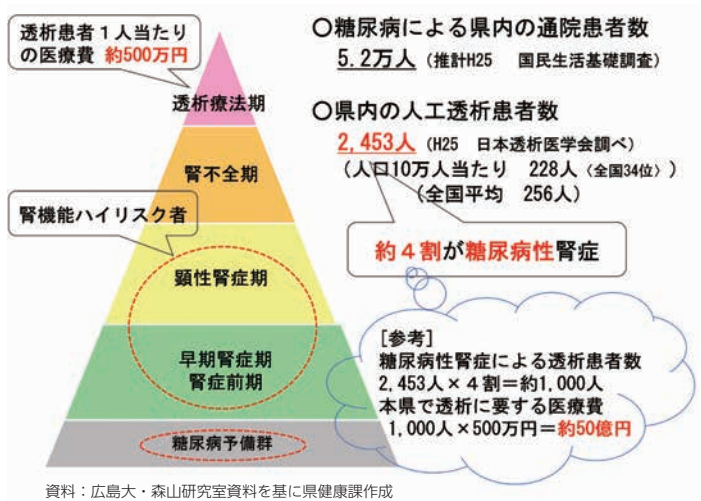 透析患者1人当たり
の医療費 約500万円
透析療法期
腎不全期
腎機能ハイリスク者
顕性腎症期
早期腎症期
腎症前期
糖尿病予備群
〇糖尿病による県内の通院患者数
5.2万人（推計H25 国民生活基礎調査）
〇県内の人工透析患者数
2,453人（H25 日本透析医学会調べ）
（人口10万人当たり 228人〈全国34位〉）
（全国平均 256人）
約4割が糖尿病性腎症
[参考]
糖尿病性腎症による透析患者数
2,453人×4割＝約1,000人
本県で透析に要する医療費
1,000人×500万円＝約50億円
資料：広島大・森山研究室資料を基に県健康課作成